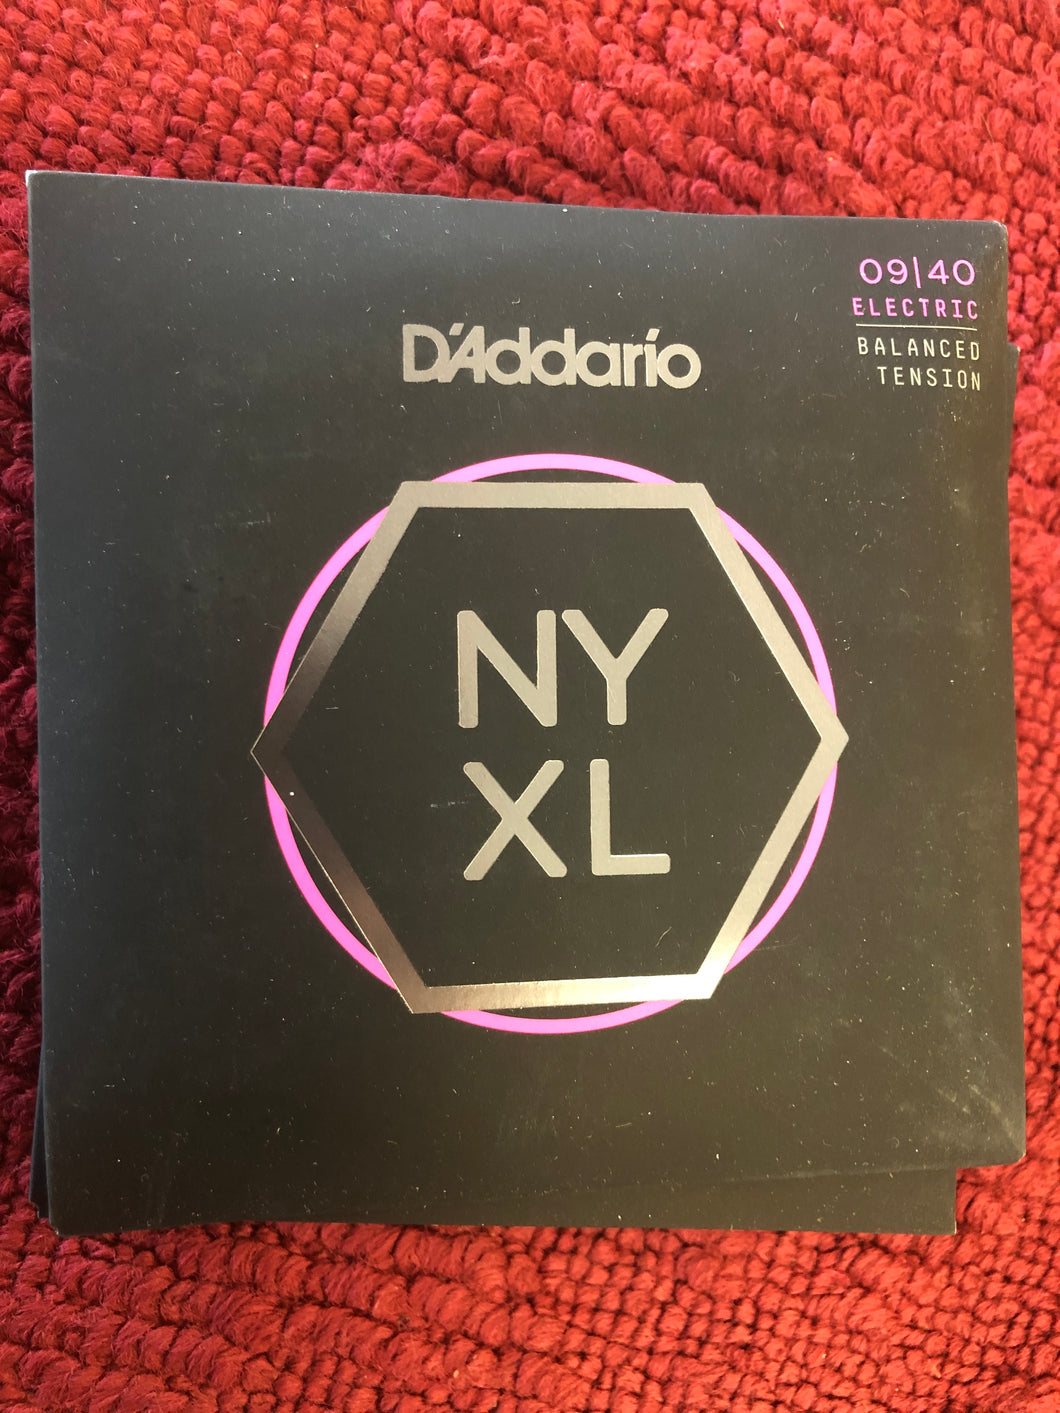 09|40
ELECTRIC
BALANCED
TENSION
D'Addario
NY
XL